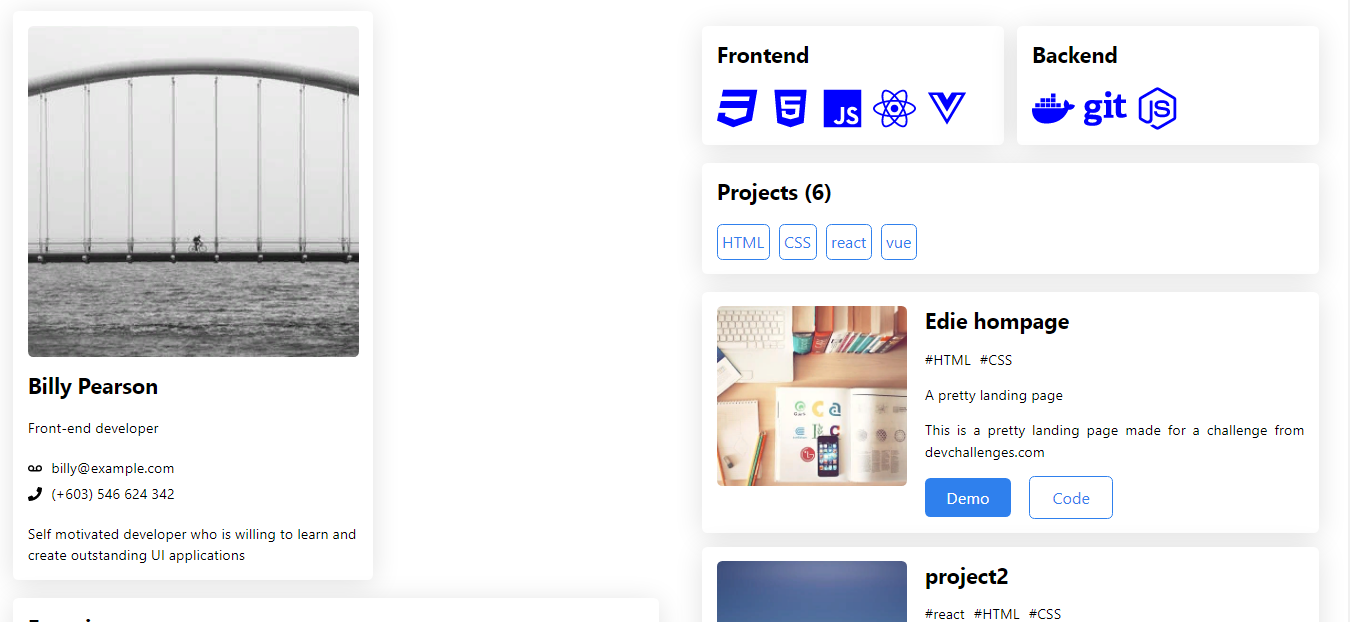 Billy Pearson
Front-end developer
billy@example.com
(+603) 546 624 342
Self motivated developer who is willing to learn and
create outstanding UI applications
Frontend
JS
Backend
git
JS
Projects (6)
HTML CSS react vue
Edie hompage
#HTML #CSS
A pretty landing page
This is a pretty landing page made for a challenge from
devchallenges.com
Demo Code
project2
#react #HTML #CSS